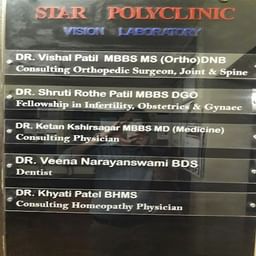 STAR POLYCLINIC
VISION LABORATORY
DR. Vishal Patil MBBS MS (Ortho)DNB
Consulting Orthopedic Surgeon, Joint & Spine
DR. Shruti Rothe Patil MBBS DGO
Fellowship in Infertility, Obstetrics & Gynaec
DR. Ketan Kshirsagar MBBS MD (Medicine)
Consulting Physician
DR. Veena Narayanswami BDS
Dentist
DR. Khyati Patel BHMS
Consulting Homeopathy Physician